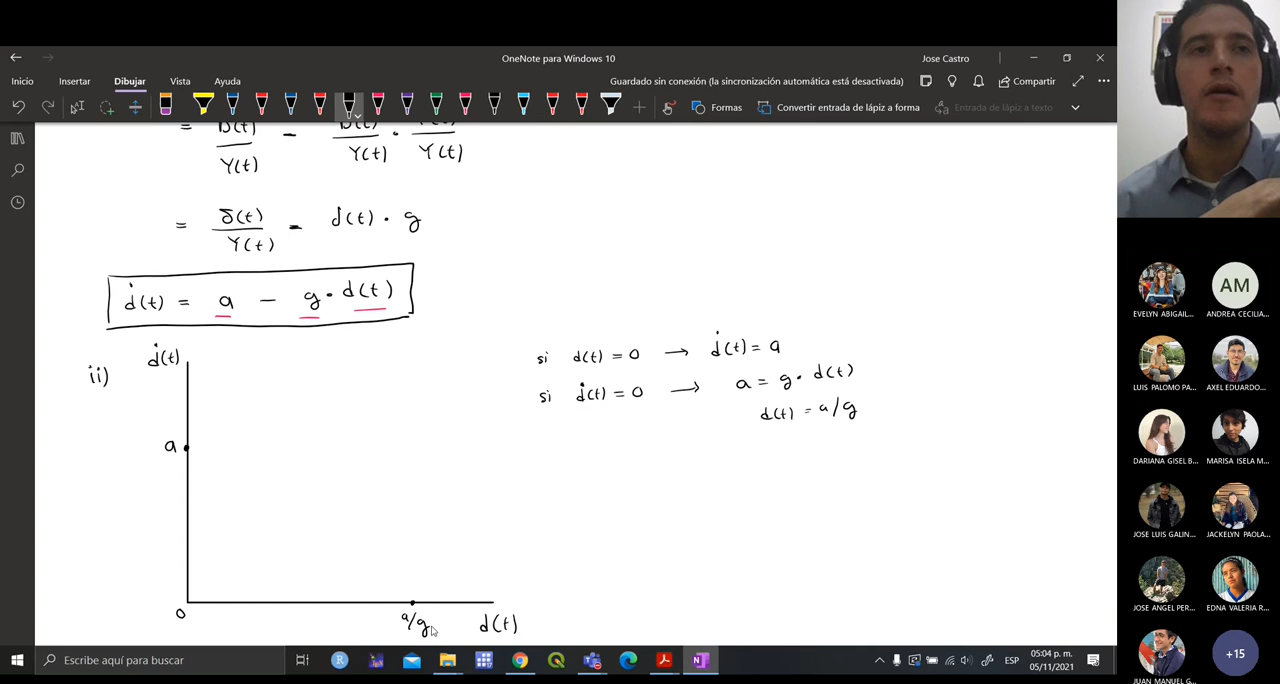 OneNote para Windows 10
Jose Castro
Inicio Insertar Dibujar Vista Ayuda
Guardado sin conexión (la sincronización automática está desactivada)
Compartir
Formas
Convertir entrada de lápiz a forma
Entrada de lápiz a texto
= D(t)/Y(t) - D(t)/Y(t) · Y(t)
= Ḋ(t)/Y(t) - d(t) · g
ḋ(t) = a - g · d(t)
ii)
ḋ(t)
a
0
a/g
d(t)
si d(t) = 0 → ḋ(t) = a
si ḋ(t) = 0 → a = g · d(t)
d(t) = a/g
EVELYN ABIGAIL...
AM
ANDREA CECILIA...
LUIS PALOMO PA...
AXEL EDUARDO...
DARIANA GISEL B...
MARISA ISELA M...
JOSE LUIS GALIN...
JACKELYN PAOLA...
JOSE ANGEL PER...
EDNA VALERIA R...
JUAN MANUEL G...
+15
Escribe aquí para buscar
ESP
05:04 p. m.
05/11/2021